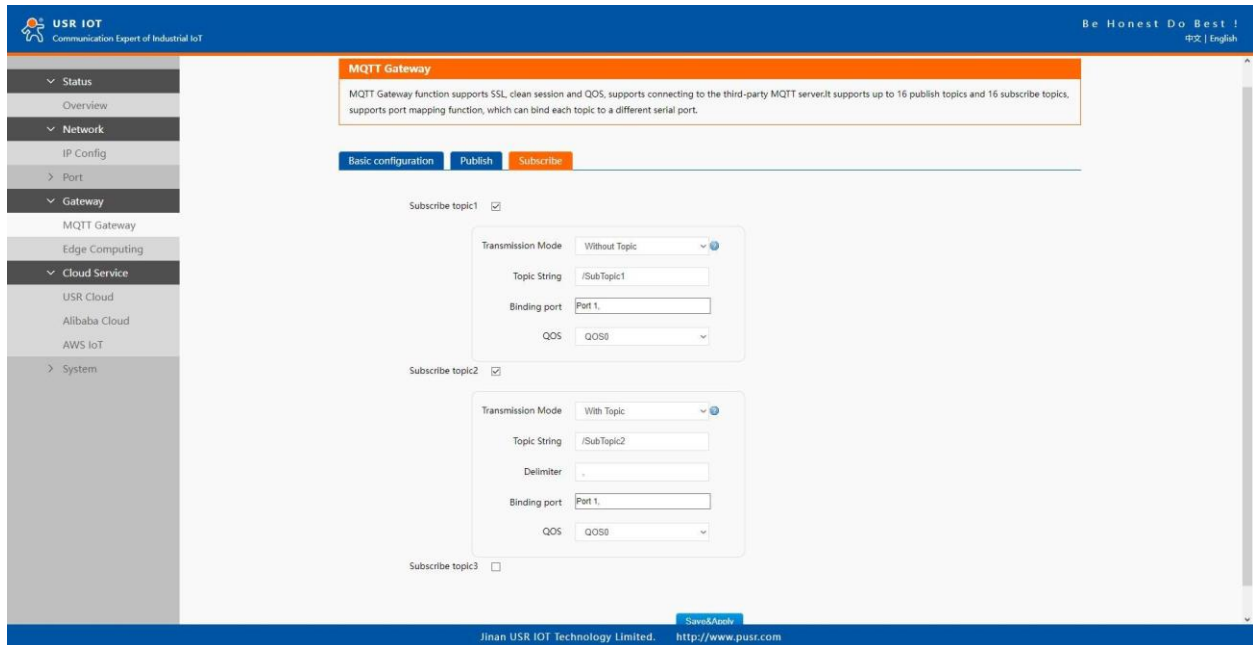 USR IOT
Communication Expert of Industrial IoT
Be Honest Do Best !
中文 | English
Status
Overview
Network
IP Config
Port
Gateway
MQTT Gateway
Edge Computing
Cloud Service
USR Cloud
Alibaba Cloud
AWS IoT
System
MQTT Gateway
MQTT Gateway function supports SSL, clean session and QOS, supports connecting to the third-party MQTT server.It supports up to 16 publish topics and 16 subscribe topics,
supports port mapping function, which can bind each topic to a different serial port.
Basic configuration Publish Subscribe
Subscribe topic1
Transmission Mode Without Topic
Topic String /SubTopic1
Binding port Port 1,
QOS QOS0
Subscribe topic2
Transmission Mode With Topic
Topic String /SubTopic2
Delimiter ,
Binding port Port 1,
QOS QOS0
Subscribe topic3
Save&Apply
Jinan USR IOT Technology Limited. http://www.pusr.com